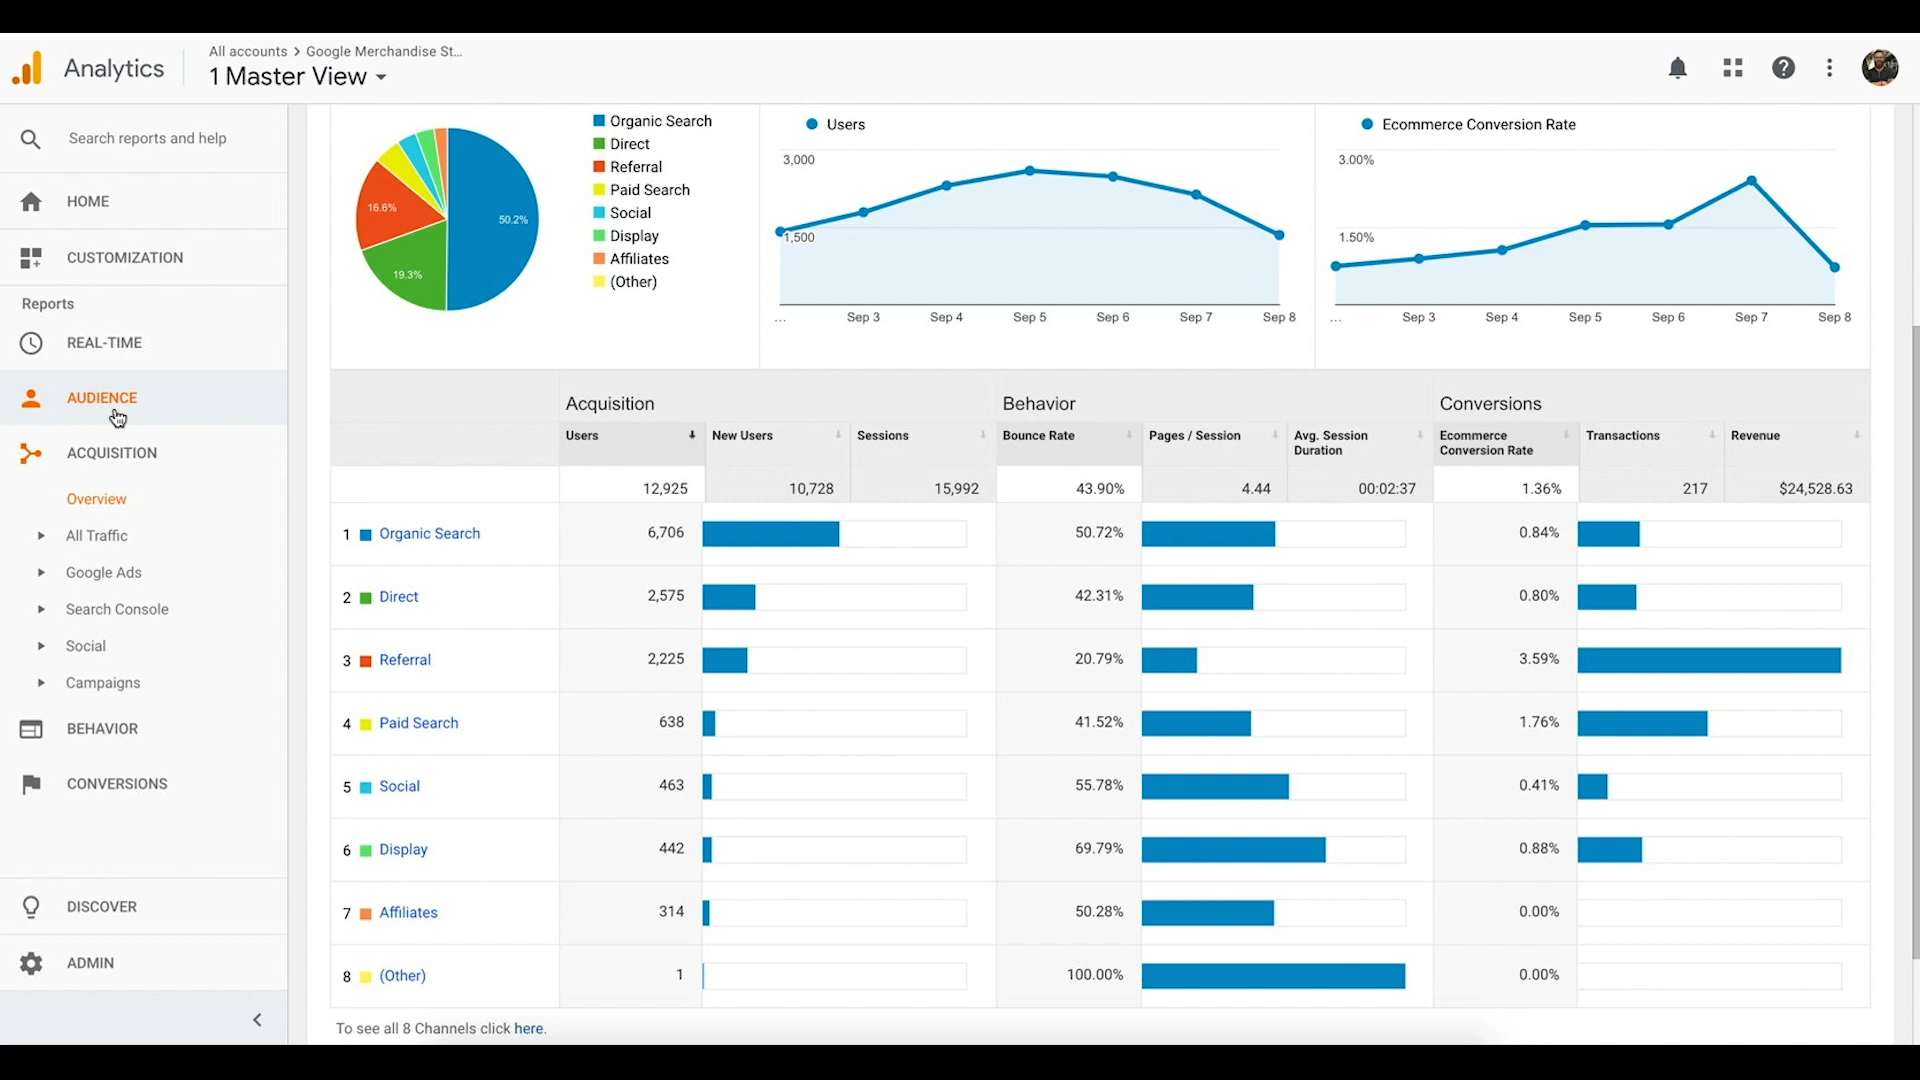 Analytics
All accounts > Google Merchandise St...
1 Master View
Search reports and help
HOME
CUSTOMIZATION
Reports
REAL-TIME
AUDIENCE
ACQUISITION
Overview
All Traffic
Google Ads
Search Console
Social
Campaigns
BEHAVIOR
CONVERSIONS
DISCOVER
ADMIN
50.2%
19.3%
16.6%
Organic Search
Direct
Referral
Paid Search
Social
Display
Affiliates
(Other)
Users
3,000
1,500
... Sep 3 Sep 4 Sep 5 Sep 6 Sep 7 Sep 8
Ecommerce Conversion Rate
3.00%
1.50%
... Sep 3 Sep 4 Sep 5 Sep 6 Sep 7 Sep 8
Acquisition Behavior Conversions
Users New Users Sessions Bounce Rate Pages / Session Avg. Session Duration Ecommerce Conversion Rate Transactions Revenue
12,925 10,728 15,992 43.90% 4.44 00:02:37 1.36% 217 $24,528.63
1 Organic Search 6,706 50.72% 0.84%
2 Direct 2,575 42.31% 0.80%
3 Referral 2,225 20.79% 3.59%
4 Paid Search 638 41.52% 1.76%
5 Social 463 55.78% 0.41%
6 Display 442 69.79% 0.88%
7 Affiliates 314 50.28% 0.00%
8 (Other) 1 100.00% 0.00%
To see all 8 Channels click here.